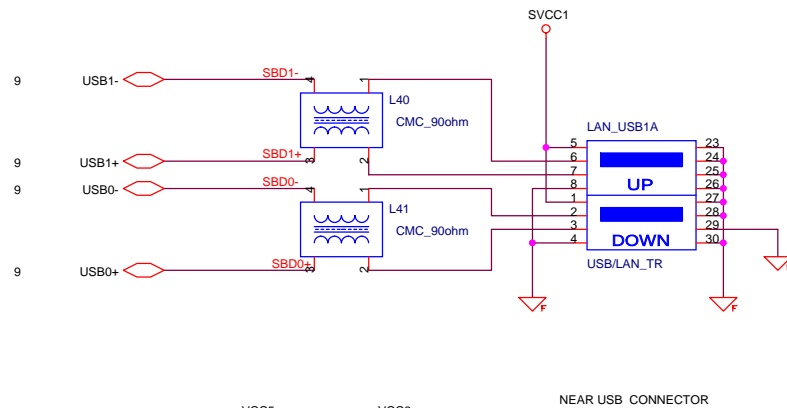 SVCC1
9 USB1- SBD1- 4 1
L40
CMC_90ohm
LAN_USB1A
9 USB1+ SBD1+ 3 2
9 USB0- SBD0- 4 1
L41
CMC_90ohm
9 USB0+ SBD0+ 3 2
5 23
6 24
7 25
8 UP 26
1 27
2 28
3 29
4 DOWN 30
USB/LAN_TR
F F F
NEAR USB CONNECTOR